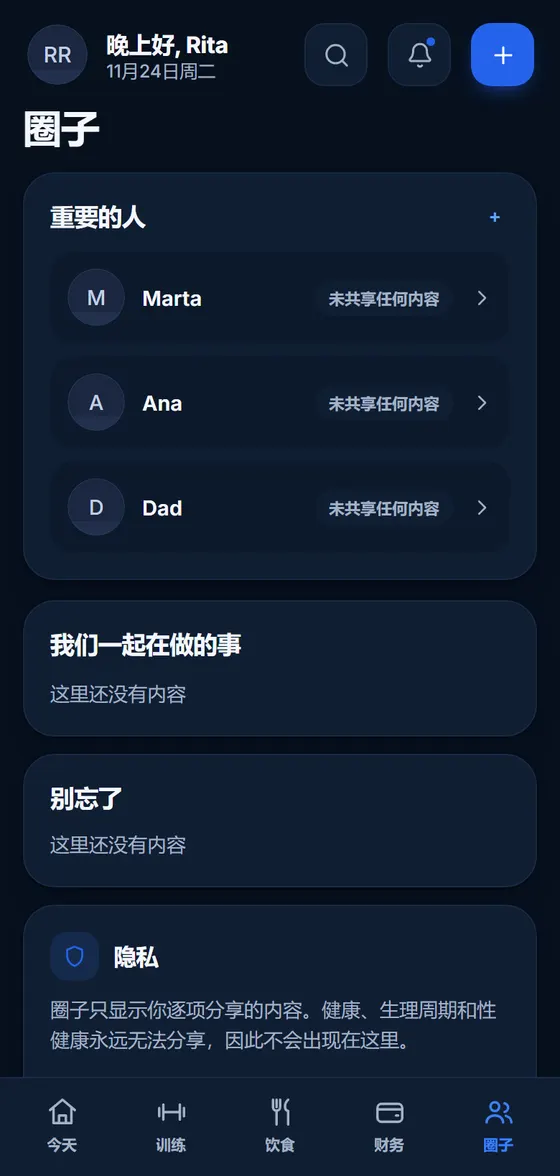 RR
晚上好, Rita
11月24日周二
圈子
重要的人
+
M
Marta
未共享任何内容
A
Ana
未共享任何内容
D
Dad
未共享任何内容
我们一起在做的事
这里还没有内容
别忘了
这里还没有内容
隐私
圈子只显示你逐项分享的内容。健康、生理周期和性
健康永远无法分享，因此不会出现在这里。
今天
训练
饮食
财务
圈子